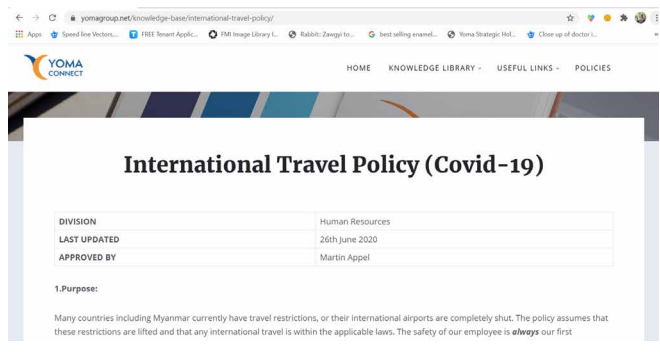 yomagroup.net/knowledge-base/international-travel-policy/
Apps Speed line Vectors,... FREE Tenant Applic... FMI Image Library I... Rabbit: Zawgyi to... best selling enamel... Yoma Strategic Hol... Close up of doctor i... »
YOMA
CONNECT
HOME KNOWLEDGE LIBRARY USEFUL LINKS POLICIES
International Travel Policy (Covid-19)
DIVISION Human Resources
LAST UPDATED 26th June 2020
APPROVED BY Martin Appel
1.Purpose:
Many countries including Myanmar currently have travel restrictions, or their international airports are completely shut. The policy assumes that
these restrictions are lifted and that any international travel is within the applicable laws. The safety of our employee is always our first